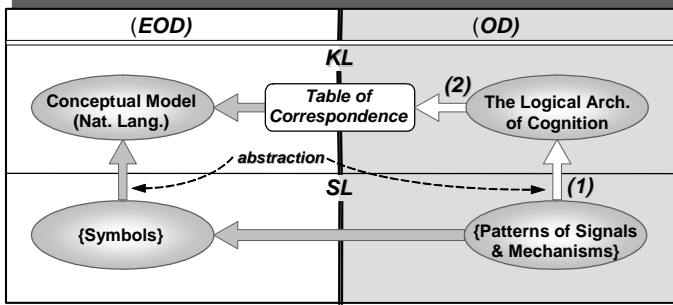 (EOD)
(OD)
KL
Conceptual Model
(Nat. Lang.)
Table of
Correspondence
(2)
The Logical Arch.
of Cognition
abstraction
SL
(1)
{Symbols}
{Patterns of Signals
& Mechanisms}